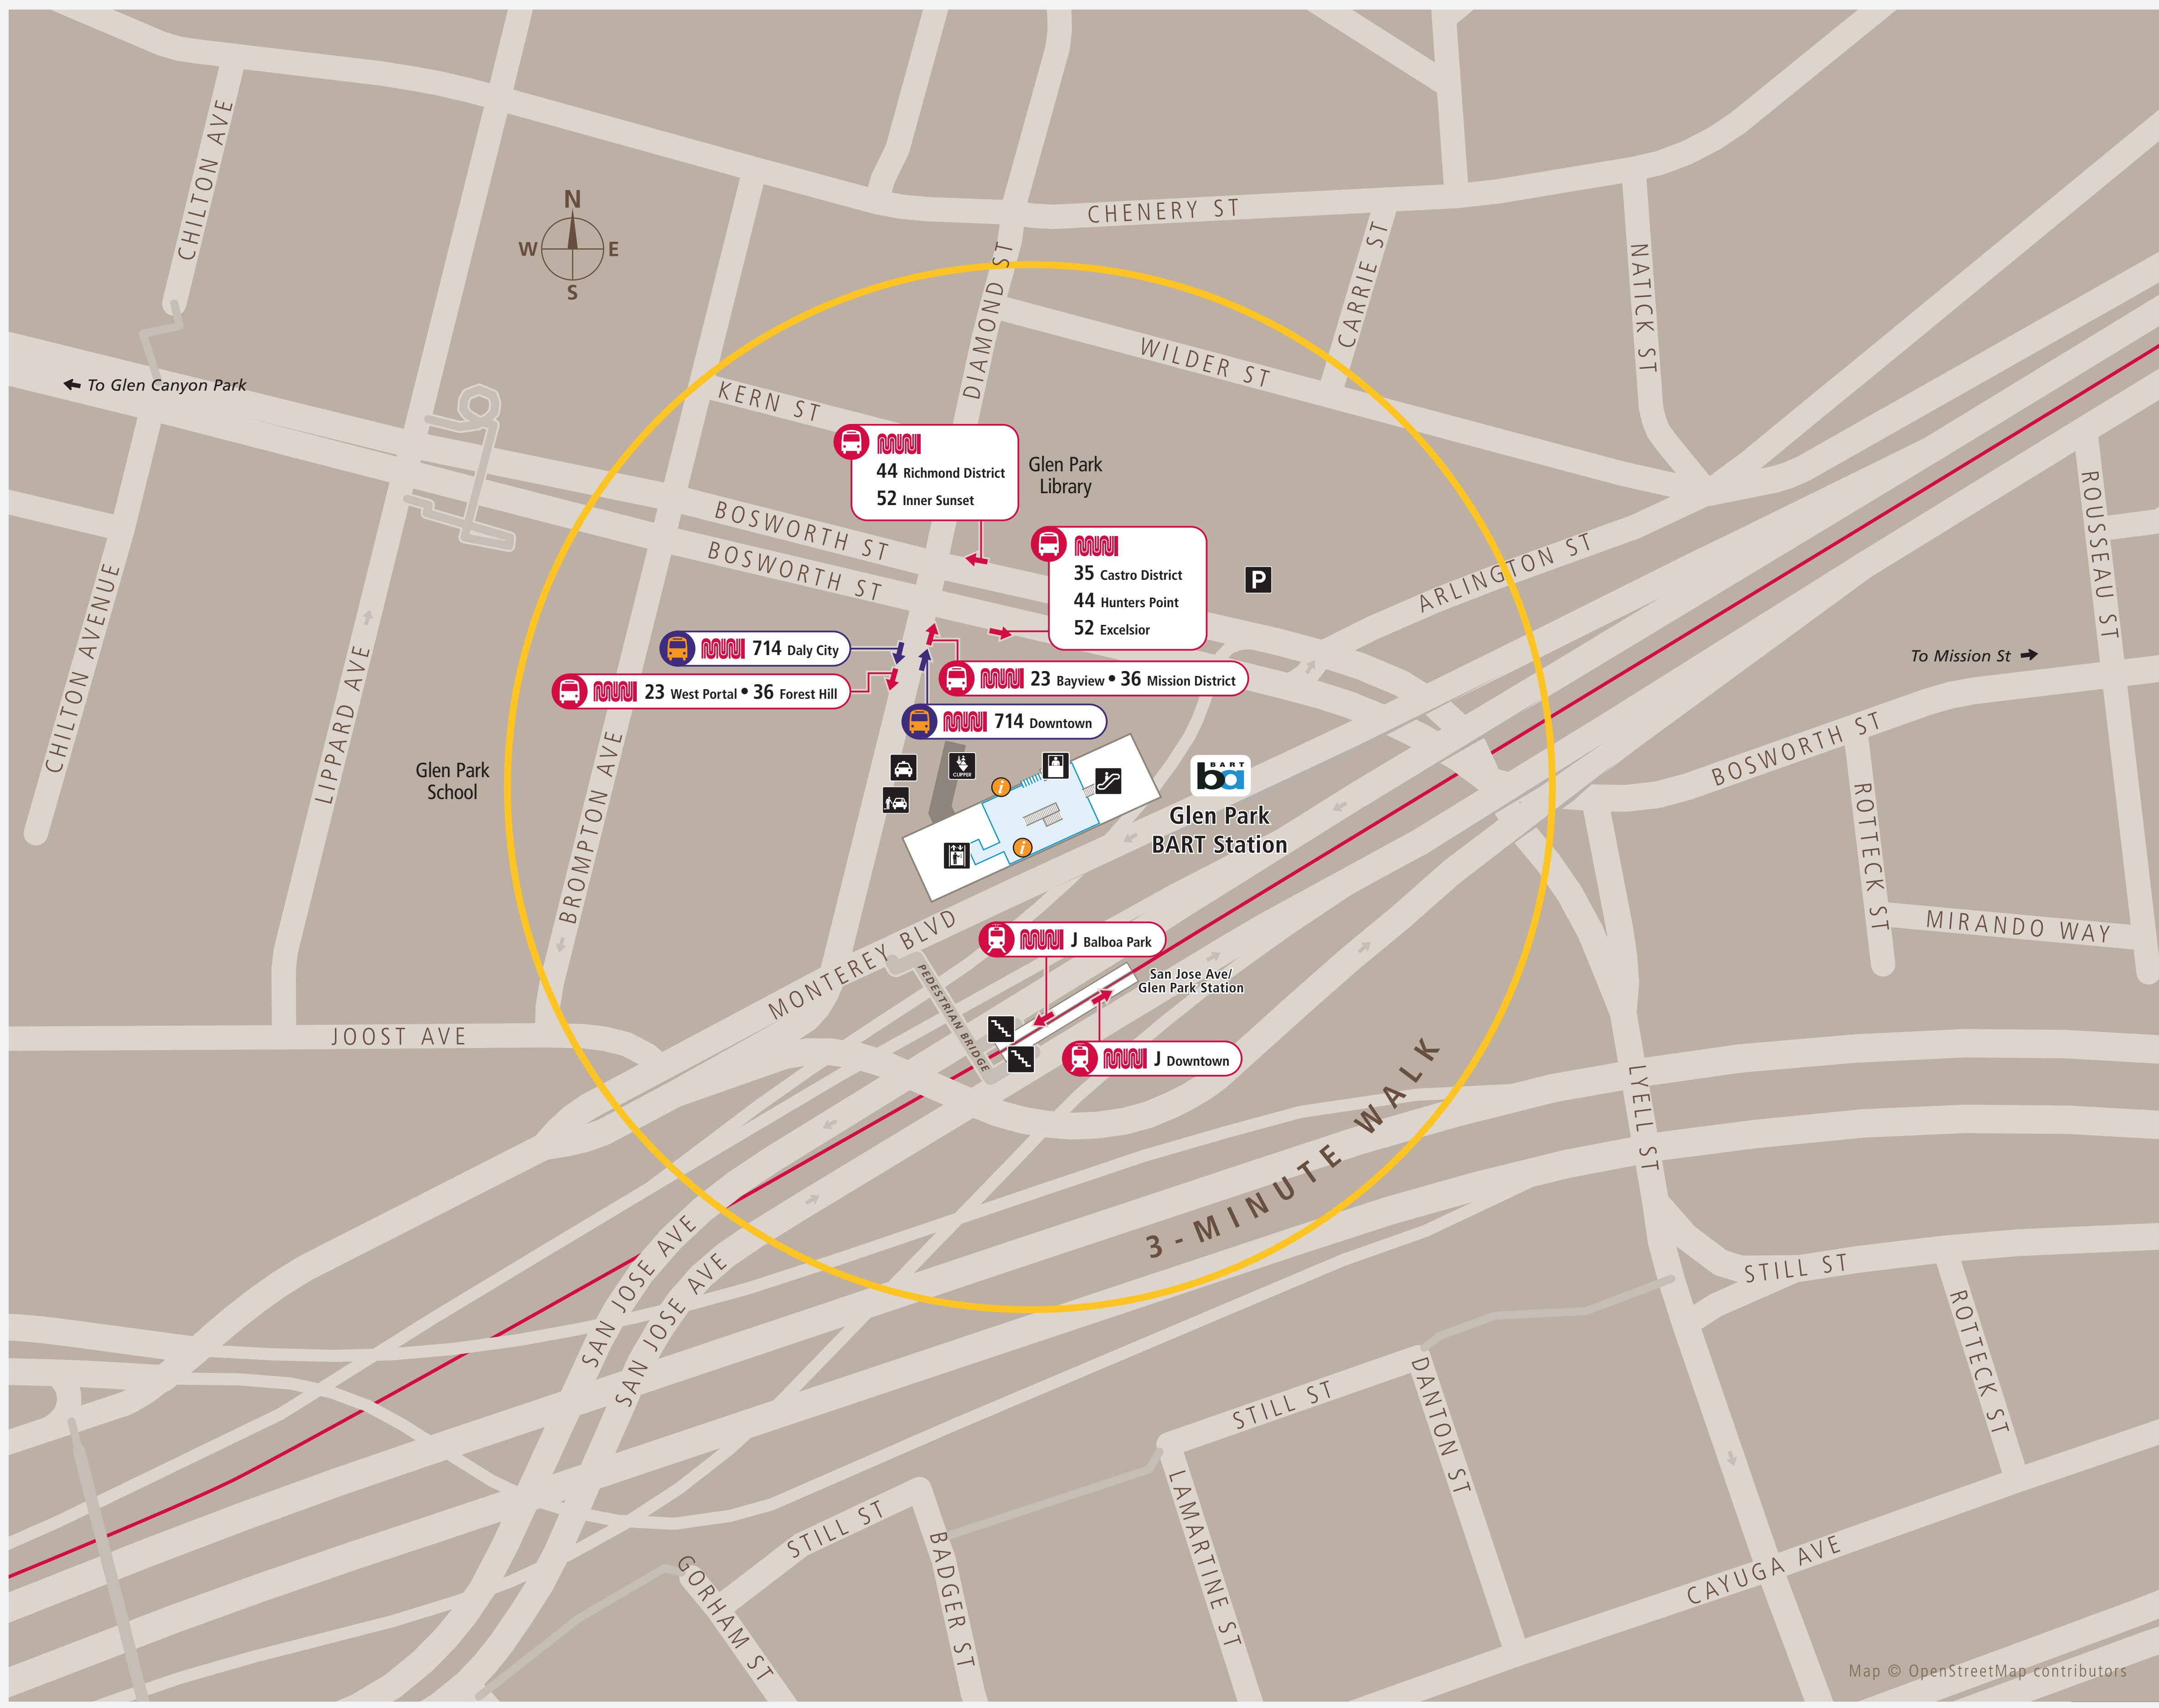 CHILTON AVE
N
W E
S
CHENERY ST
DIAMOND ST
CARRIE ST
NATICK ST
WILDER ST
To Glen Canyon Park
KERN ST
MUNI
44 Richmond District
52 Inner Sunset
Glen Park
Library
ROUSSEAU ST
BOSWORTH ST
BOSWORTH ST
MUNI
35 Castro District
44 Hunters Point
52 Excelsior
P
ARLINGTON ST
CHILTON AVENUE
LIPPARD AVE
MUNI 714 Daly City
MUNI 23 West Portal • 36 Forest Hill
MUNI 23 Bayview • 36 Mission District
MUNI 714 Downtown
To Mission St
BOSWORTH ST
Glen Park
School
BROMPTON AVE
CLIPPER
i
i
BART
ba
Glen Park
BART Station
ROTTECK ST
MIRANDO WAY
MONTEREY BLVD
PEDESTRIAN BRIDGE
MUNI J Balboa Park
San Jose Ave/
Glen Park Station
MUNI J Downtown
JOOST AVE
3-MINUTE WALK
LYELL ST
SAN JOSE AVE
SAN JOSE AVE
STILL ST
ROTTECK ST
STILL ST
DANTON ST
STILL ST
LAMARTINE ST
BADGER ST
GORHAM ST
CAYUGA AVE
Map © OpenStreetMap contributors